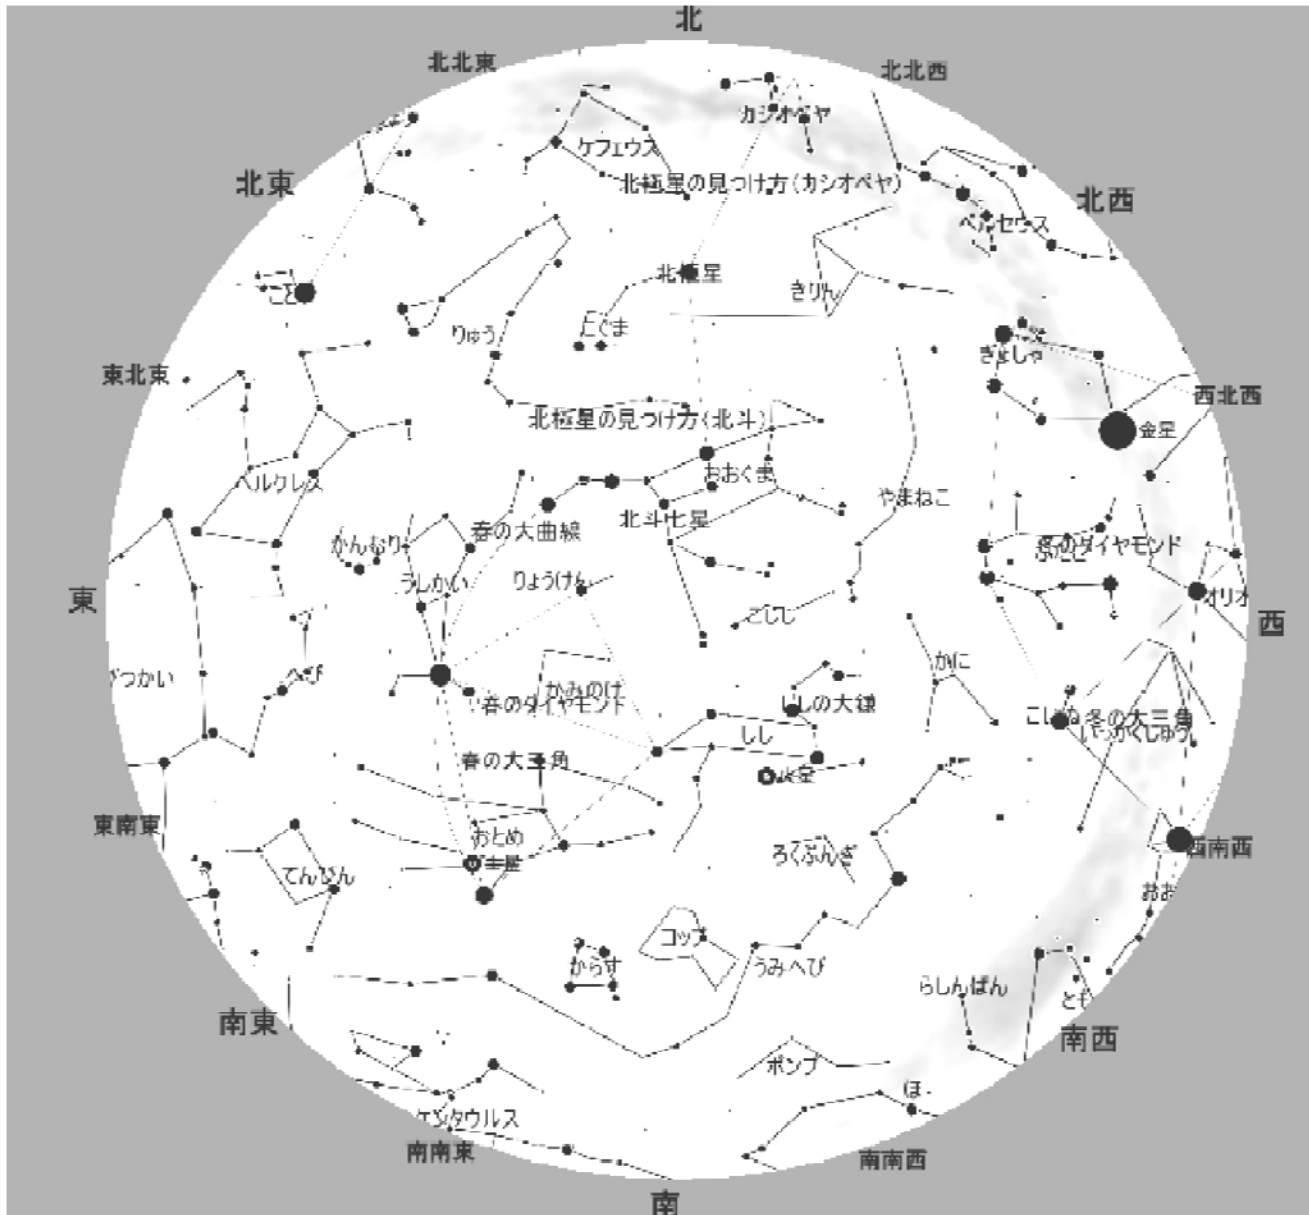 北
北北東
北北西
カシオペヤ
ケフェウス
北極星の見つけ方(カシオペヤ)
北東
北西
ペルセウス
北極星
きりん
こと
りゅう
こぐま
ぎょしゃ
東北東
西北西
北極星の見つけ方(北斗)
金星
おおぐま
ヘルクレス
やまねこ
北斗七星
春の大曲線
かんむり
冬のダイヤモンド
ふたご
うしかい
りょうけん
東
オリオ
西
こじし
かに
へび
びつかい
かみのけ
春のダイヤモンド
ししの大鎌
しし
こいぬ
冬の大三角
いっかくじゅう
春の大三角
火星
東南東
おとめ
土星
ろくぶんぎ
西南西
てんびん
おお
コップ
からす
うみへび
らしんばん
とも
南東
南西
ポンプ
ほ
ケンタウルス
南南東
南南西
南